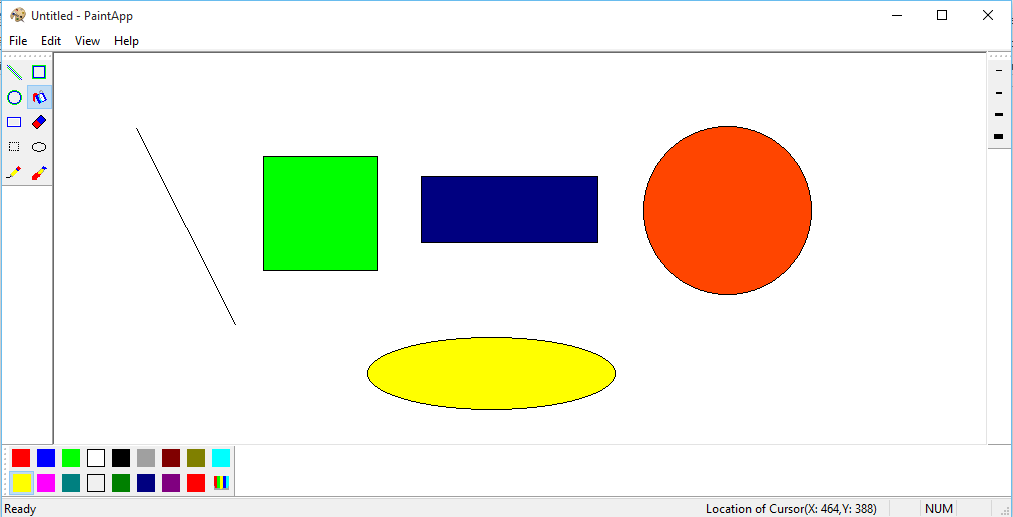 Untitled - PaintApp
File Edit View Help
Ready
Location of Cursor(X: 464,Y: 388)
NUM